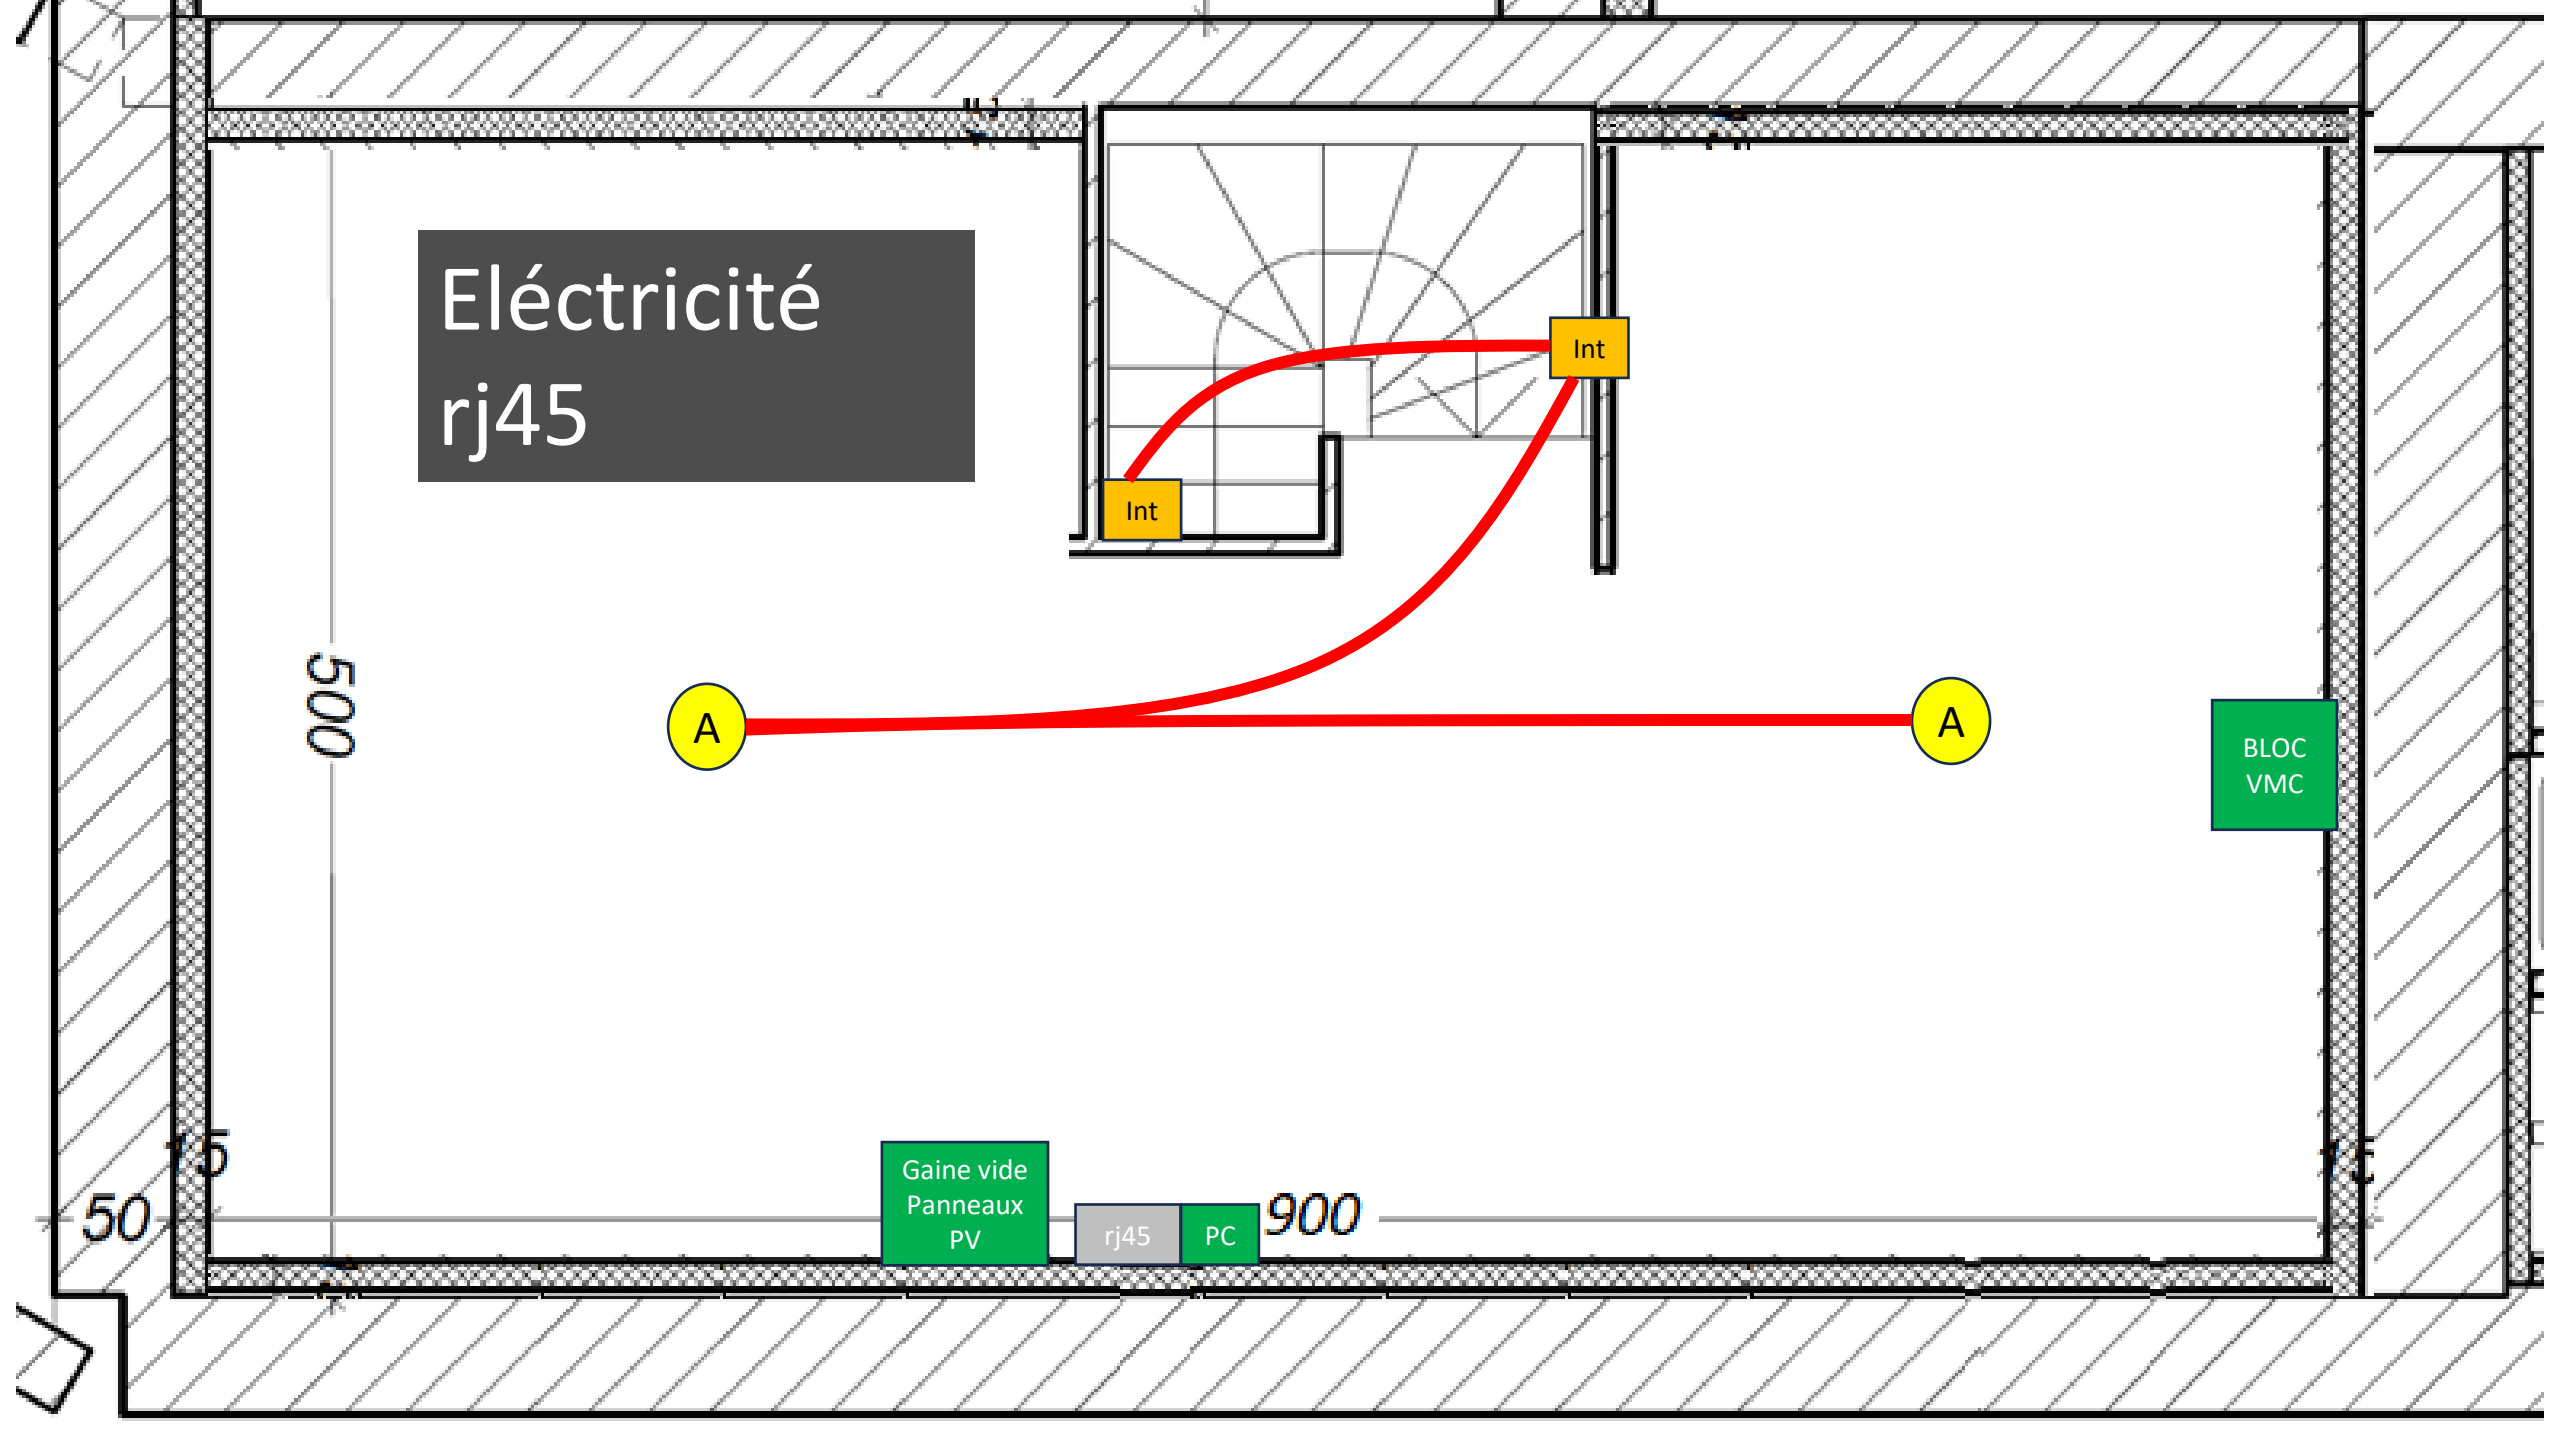 Eléctricité
rj45
Int
Int
500
A
A
BLOC
VMC
15
15
50
Gaine vide
Panneaux
PV
rj45
PC
900